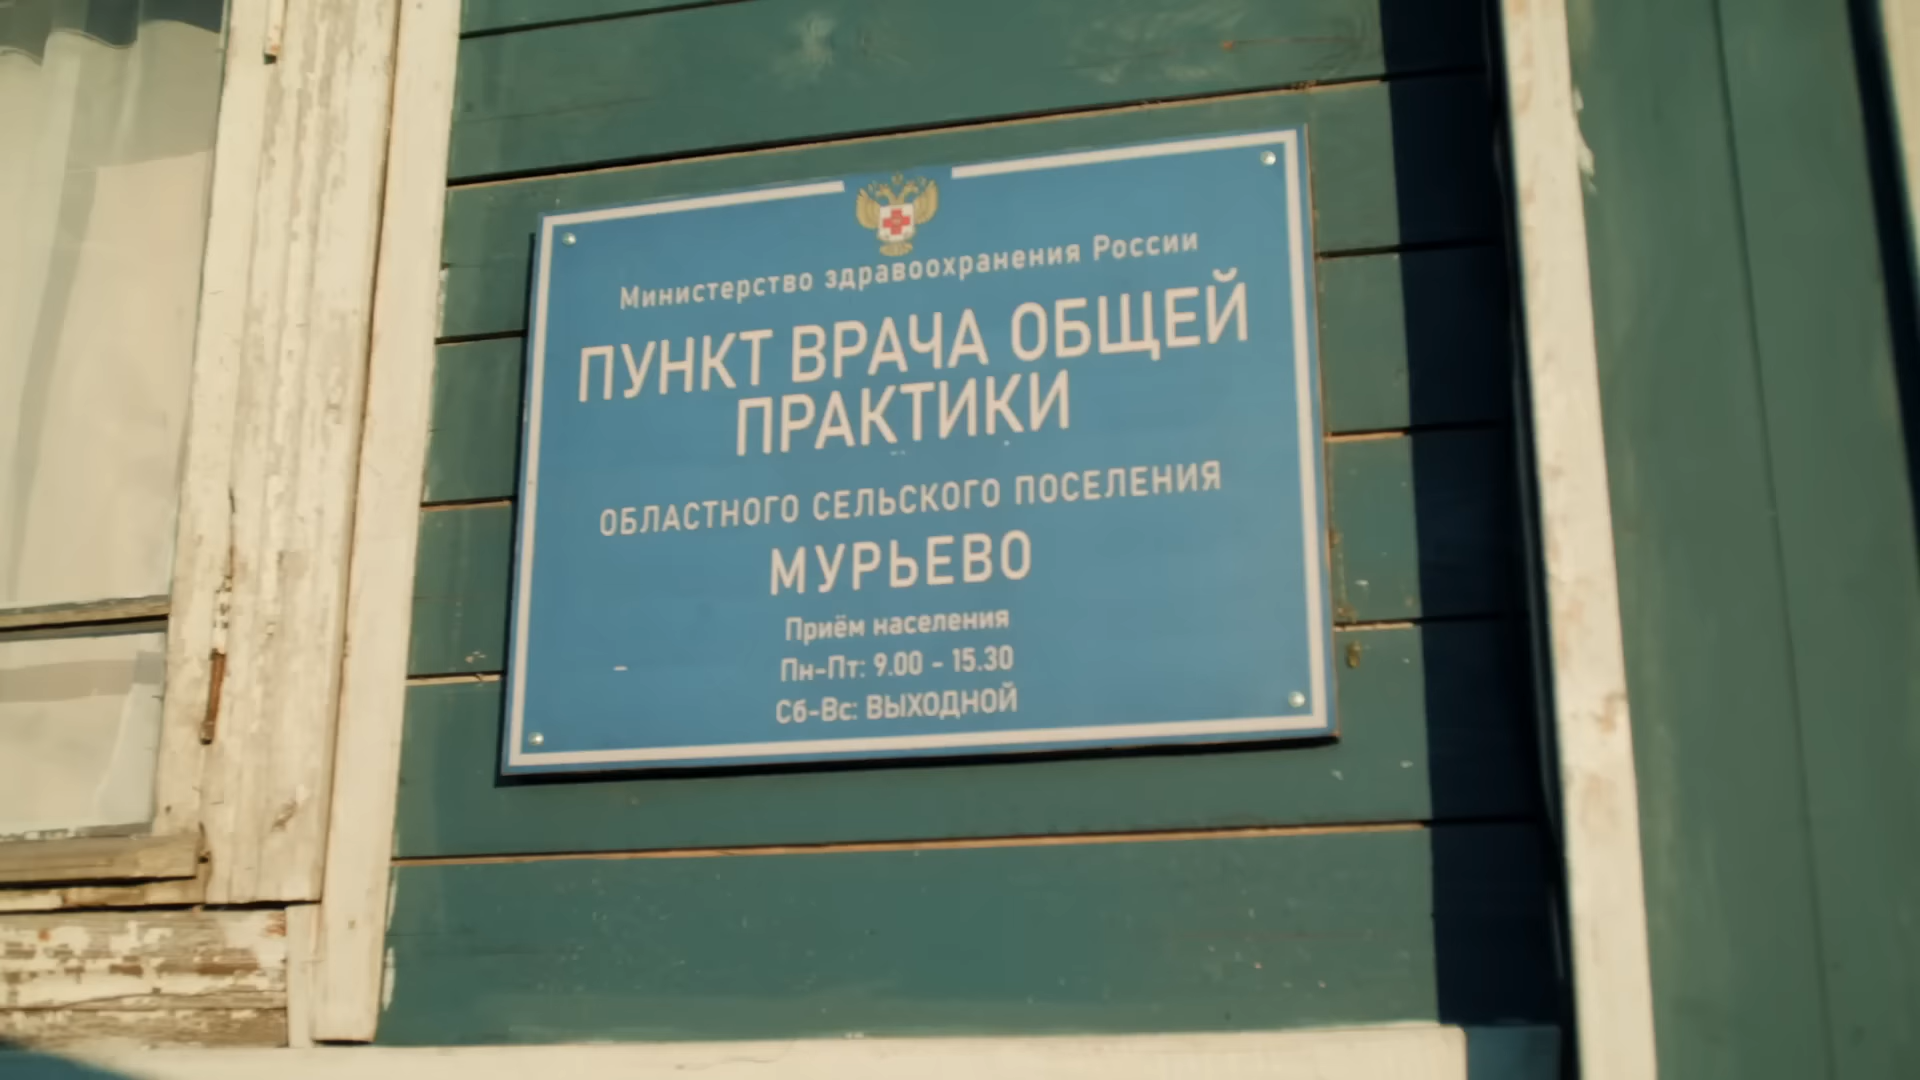 Министерство здравоохранения России
ПУНКТ ВРАЧА ОБЩЕЙ
ПРАКТИКИ
ОБЛАСТНОГО СЕЛЬСКОГО ПОСЕЛЕНИЯ
МУРЬЕВО
Приём населения
Пн-Пт: 9.00 - 15.30
Сб-Вс: ВЫХОДНОЙ